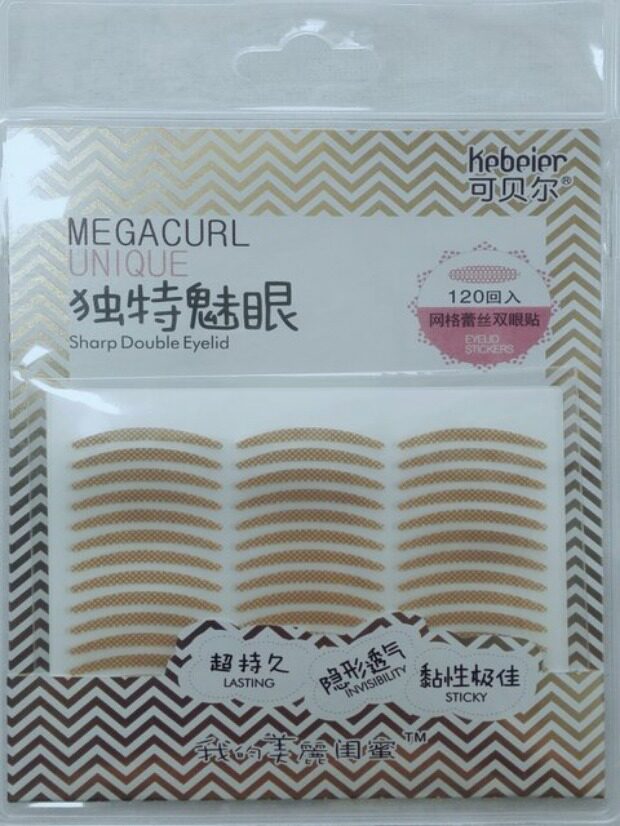 Kebeier
可贝尔®
MEGACURL
UNIQUE
独特魅眼
Sharp Double Eyelid
120回入
网格蕾丝双眼贴
EYELID
STICKERS
超持久
LASTING
隐形透气
INVISIBILITY
黏性极佳
STICKY
我的美麗闺蜜™